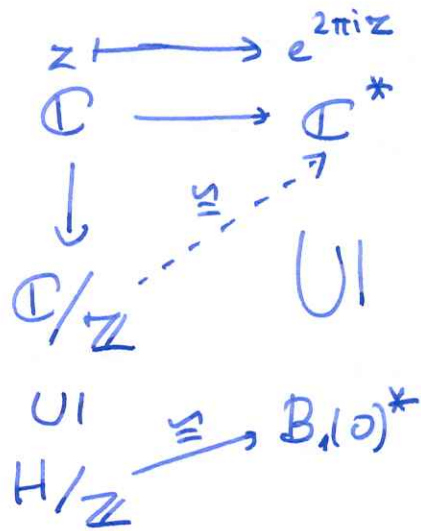 z ↦ e^{2πiz}
ℂ → ℂ*
↓ ≅
ℂ/ℤ ∪|
∪| ≅ B₁(0)*
H/ℤ